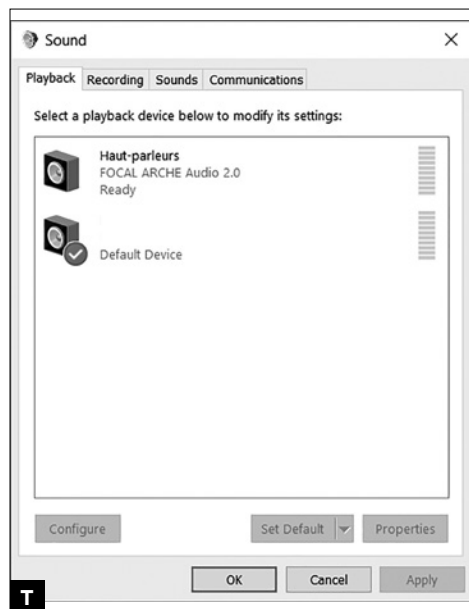 Sound
Playback Recording Sounds Communications
Select a playback device below to modify its settings:
Haut-parleurs
FOCAL ARCHE Audio 2.0
Ready
Default Device
Configure Set Default Properties
OK Cancel Apply
T